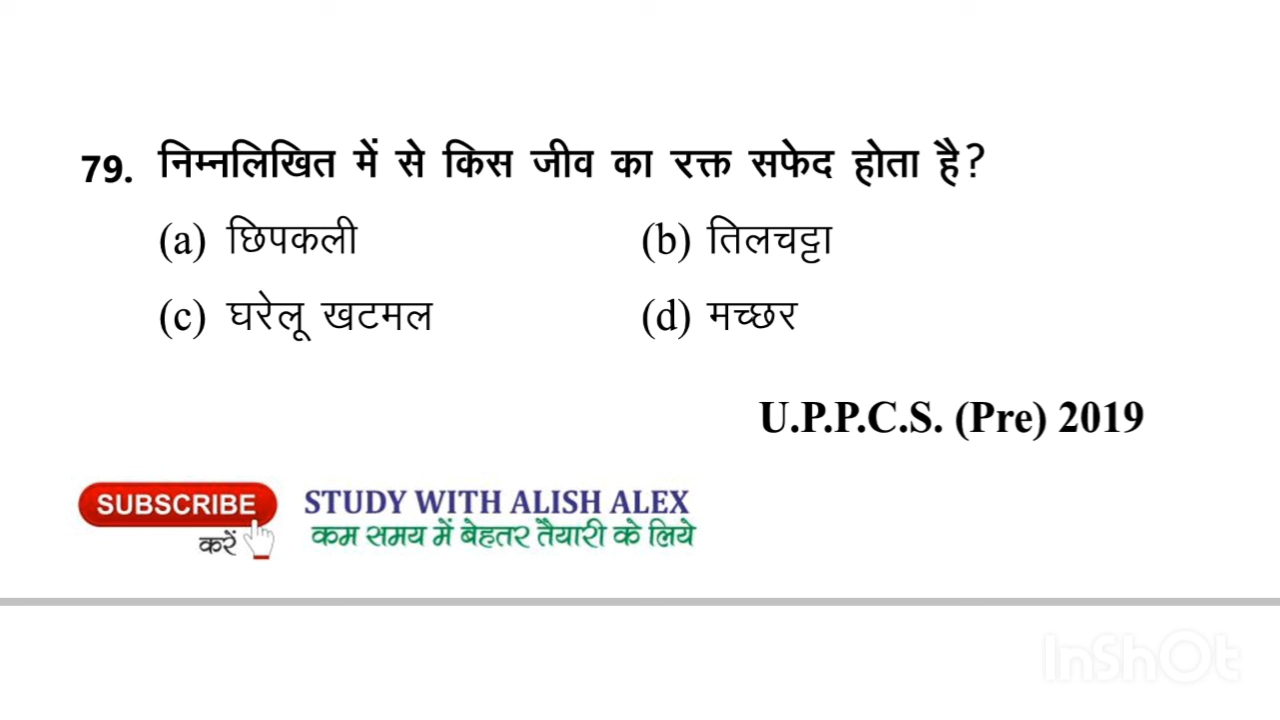 79. निम्नलिखित में से किस जीव का रक्त सफेद होता है?
(a) छिपकली (b) तिलचट्टा
(c) घरेलू खटमल (d) मच्छर
U.P.P.C.S. (Pre) 2019
SUBSCRIBE STUDY WITH ALISH ALEX
करें कम समय में बेहतर तैयारी के लिये
InShOt